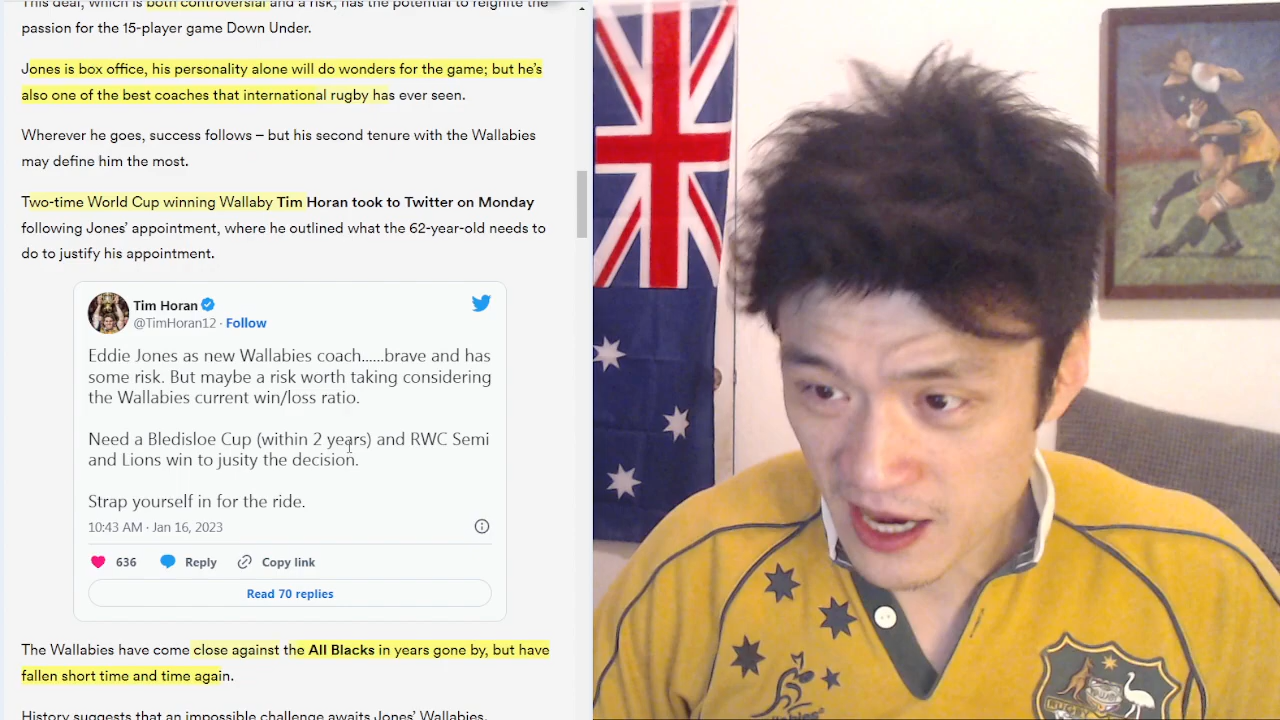 This deal, which is both controversial and a risk, has the potential to reignite the
passion for the 15-player game Down Under.
Jones is box office, his personality alone will do wonders for the game; but he's
also one of the best coaches that international rugby has ever seen.
Wherever he goes, success follows – but his second tenure with the Wallabies
may define him the most.
Two-time World Cup winning Wallaby Tim Horan took to Twitter on Monday
following Jones' appointment, where he outlined what the 62-year-old needs to
do to justify his appointment.
Tim Horan
@TimHoran12 · Follow
Eddie Jones as new Wallabies coach......brave and has
some risk. But maybe a risk worth taking considering
the Wallabies current win/loss ratio.
Need a Bledisloe Cup (within 2 years) and RWC Semi
and Lions win to jusity the decision.
Strap yourself in for the ride.
10:43 AM · Jan 16, 2023
636 Reply Copy link
Read 70 replies
The Wallabies have come close against the All Blacks in years gone by, but have
fallen short time and time again.
History suggests that an impossible challenge awaits Jones' Wallabies.
Wallabies